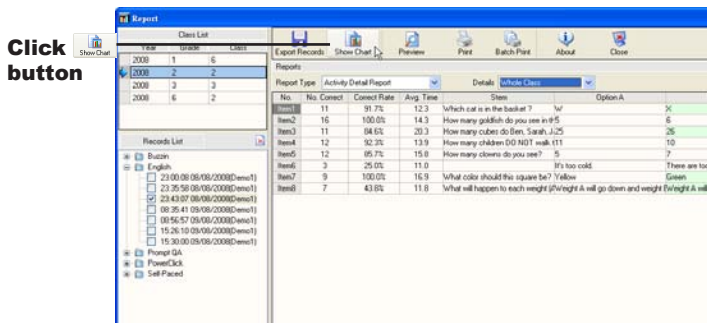 Report
Click Show Chart
button
Class List
Year Grade Class
2008 1 6
2008 2 2
2008 3 3
2008 6 2
Records List
Buzzin
English
23:00:08 08/08/2008(Demo1)
23:35:58 08/08/2008(Demo1)
23:43:07 08/08/2008(Demo1)
08:35:41 09/08/2008(Demo1)
08:56:57 09/08/2008(Demo1)
15:26:10 09/08/2008(Demo1)
15:30:00 09/08/2008(Demo1)
Prompt QA
PowerClick
Self-Paced
Export Records Show Chart Preview Print Batch Print About Close
Reports
Report Type Activity Detail Report Details Whole Class
No. No. Correct Correct Rate Avg. Time Stem Option A
Item1 11 91.7% 12.3 Which cat is in the basket ? W X
Item2 16 100.0% 14.3 How many goldfish do you see in th 5 6
Item3 11 84.6% 20.3 How many cubes do Ben, Sarah, J 25 26
Item4 12 92.3% 13.9 How many children DO NOT walk t 11 10
Item5 12 85.7% 15.8 How many clowns do you see? 5 7
Item6 3 25.0% 11.0 It's too cold. There are too
Item7 9 100.0% 16.9 What color should this square be? Yellow Green
Item8 7 43.8% 11.8 What will happen to each weight ( Weight A will go down and weight Weight A will